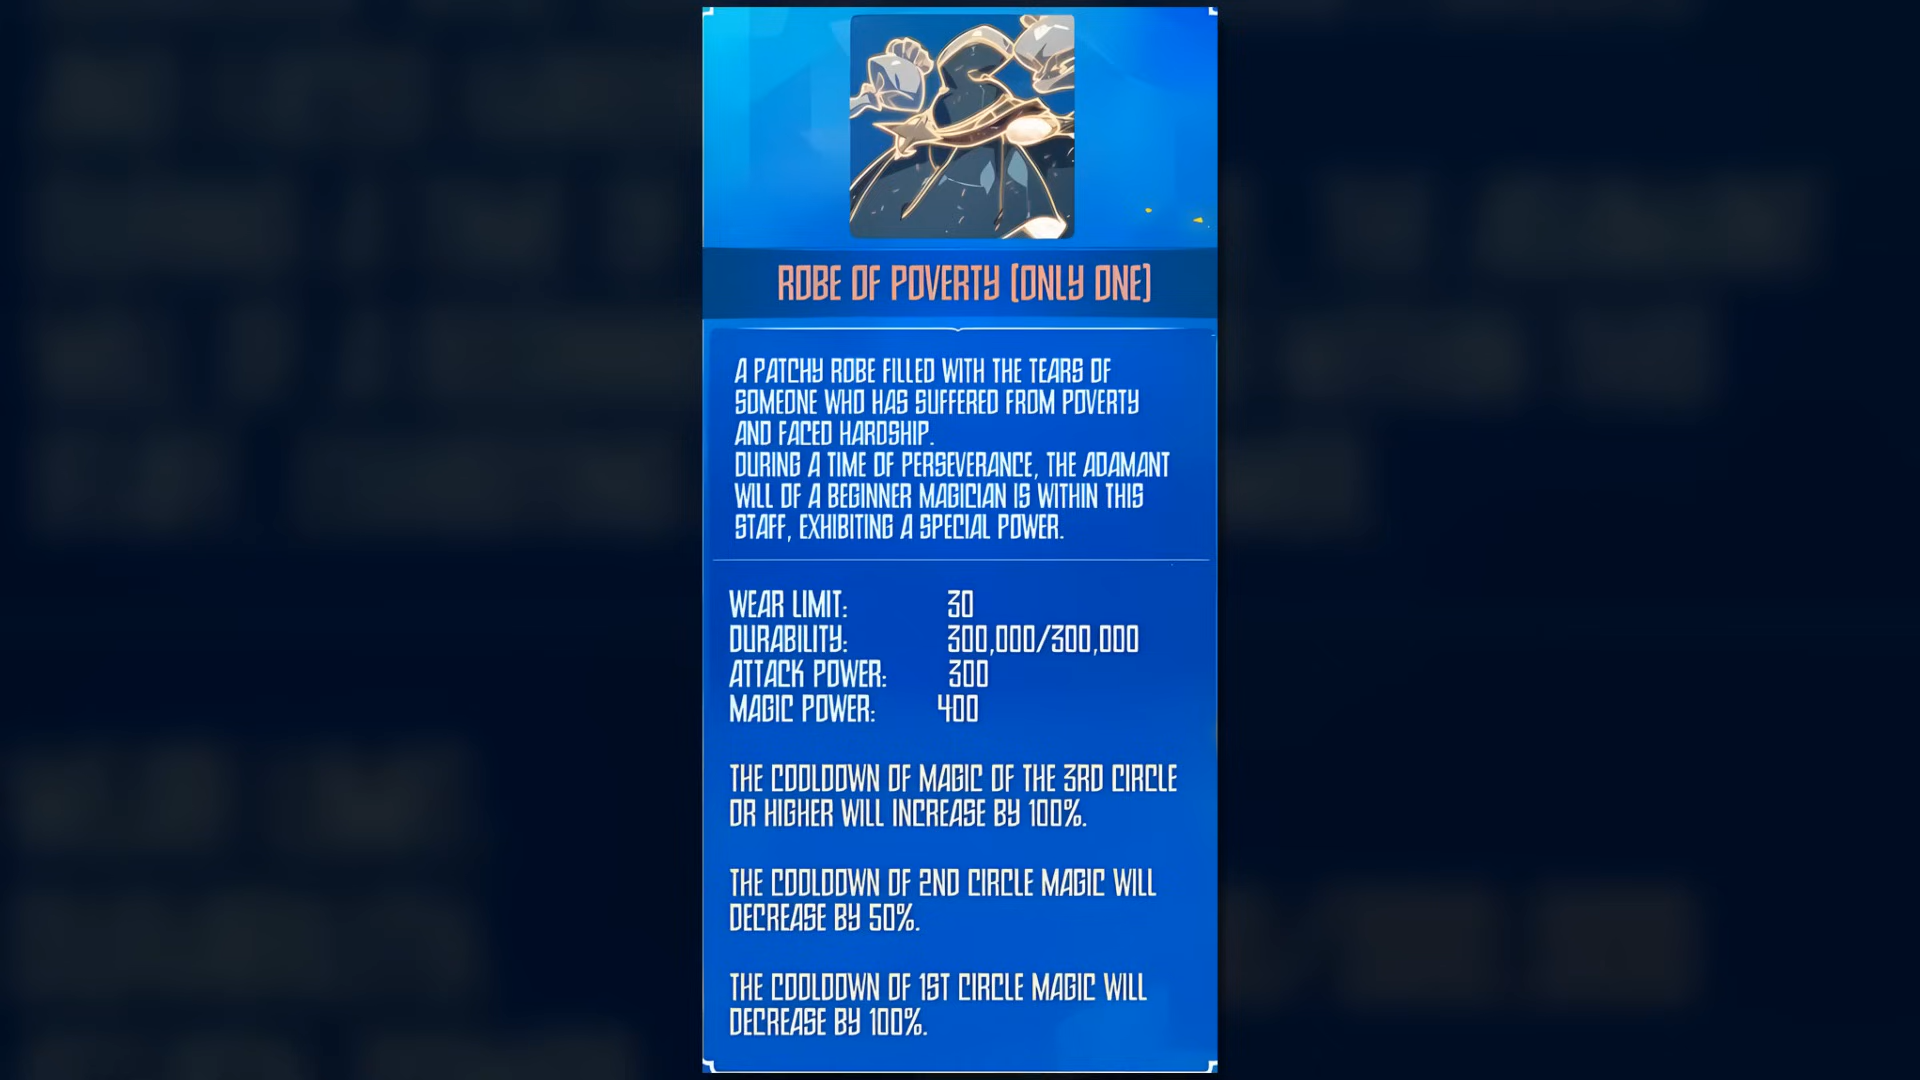 ROBE OF POVERTY [ONLY ONE]
A PATCHY ROBE FILLED WITH THE TEARS OF
SOMEONE WHO HAS SUFFERED FROM POVERTY
AND FACED HARDSHIP.
DURING A TIME OF PERSEVERANCE, THE ADAMANT
WILL OF A BEGINNER MAGICIAN IS WITHIN THIS
STAFF, EXHIBITING A SPECIAL POWER.
WEAR LIMIT: 30
DURABILITY: 300,000/300,000
ATTACK POWER: 300
MAGIC POWER: 400
THE COOLDOWN OF MAGIC OF THE 3RD CIRCLE
OR HIGHER WILL INCREASE BY 100%.
THE COOLDOWN OF 2ND CIRCLE MAGIC WILL
DECREASE BY 50%.
THE COOLDOWN OF 1ST CIRCLE MAGIC WILL
DECREASE BY 100%.